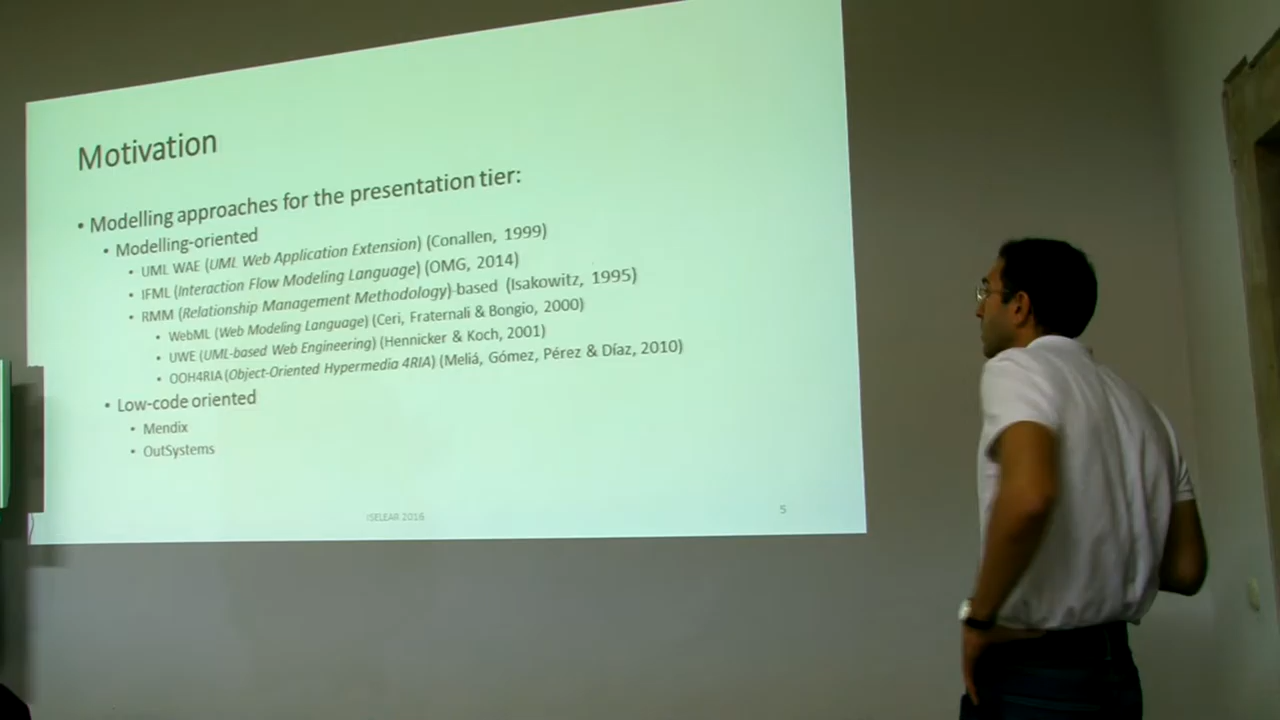 Motivation
• Modelling approaches for the presentation tier:
• Modelling-oriented
• UML WAE (UML Web Application Extension) (Conallen, 1999)
• IFML (Interaction Flow Modeling Language) (OMG, 2014)
• RMM (Relationship Management Methodology)-based (Isakowitz, 1995)
• WebML (Web Modeling Language) (Ceri, Fraternali & Bongio, 2000)
• UWE (UML-based Web Engineering) (Hennicker & Koch, 2001)
• OOH4RIA (Object-Oriented Hypermedia 4RIA) (Meliá, Gómez, Pérez & Díaz, 2010)
• Low-code oriented
• Mendix
• OutSystems
ISELEAR 2016
5